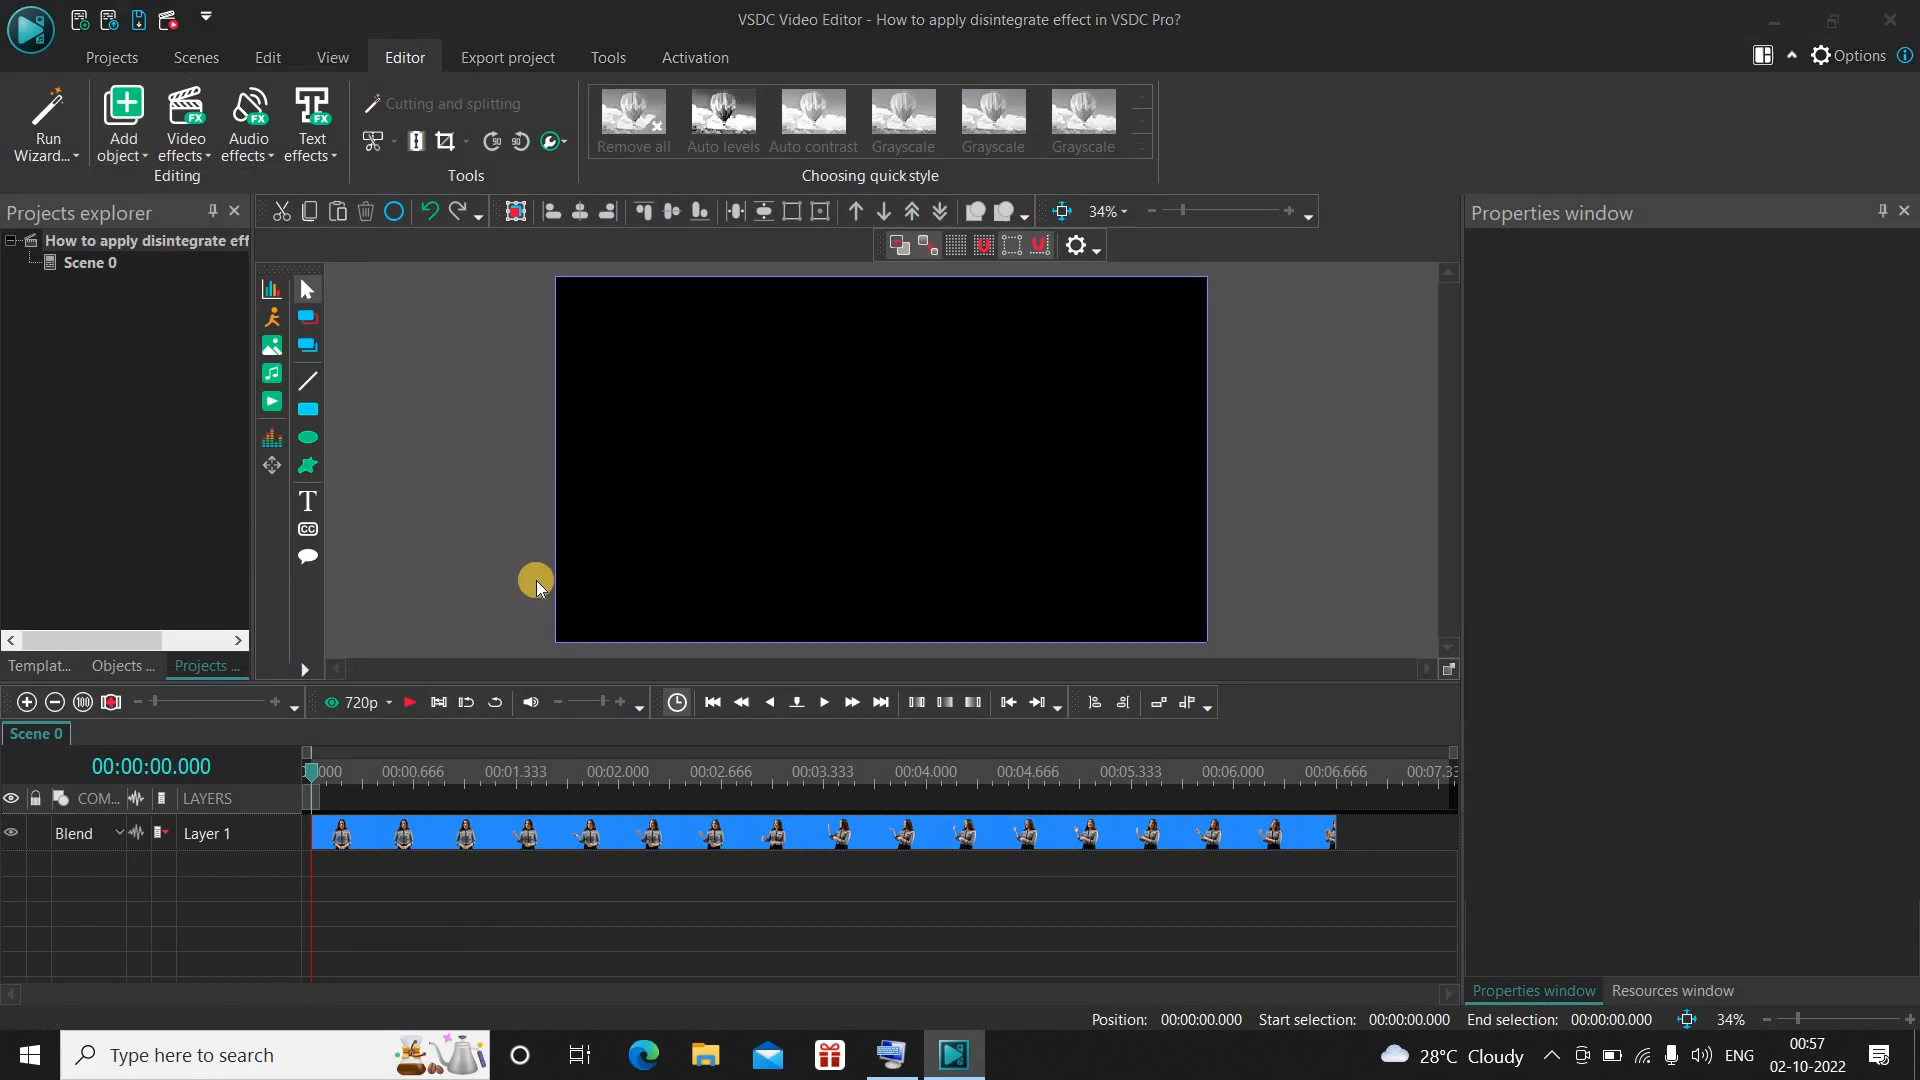 VSDC Video Editor - How to apply disintegrate effect in VSDC Pro?
Projects Scenes Edit View Editor Export project Tools Activation Options
Run Wizard...
Add object
Video effects
Audio effects
Text effects
Editing
Cutting and splitting
Tools
Remove all Auto levels Auto contrast Grayscale Grayscale Grayscale
Choosing quick style
Projects explorer
How to apply disintegrate eff
Scene 0
34%
Properties window
T
CC
Templat... Objects ... Projects ...
720p
Scene 0
00:00:00.000
000 00:00.666 00:01.333 00:02.000 00:02.666 00:03.333 00:04.000 00:04.666 00:05.333 00:06.000 00:06.666 00:07.33
COM... LAYERS
Blend Layer 1
Properties window Resources window
Position: 00:00:00.000 Start selection: 00:00:00.000 End selection: 00:00:00.000 34%
Type here to search
28°C Cloudy
ENG
00:57
02-10-2022